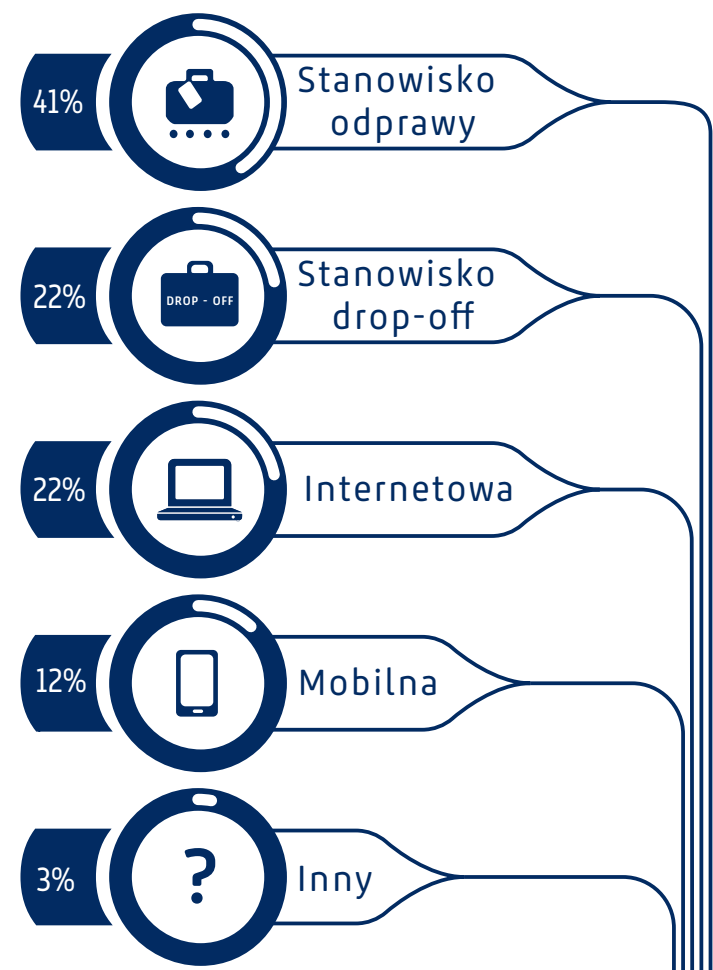 41%
Stanowisko
odprawy
22%
DROP - OFF
Stanowisko
drop-off
22%
Internetowa
12%
Mobilna
3%
?
Inny